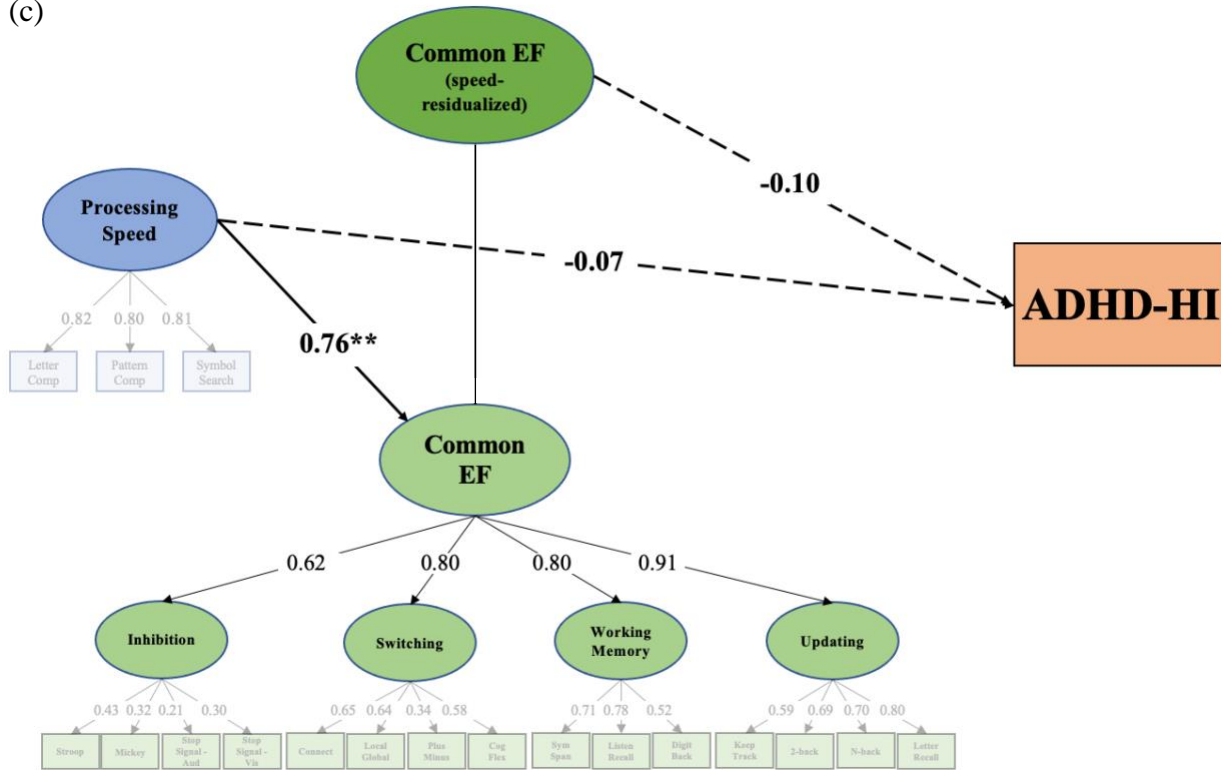 (c)
Common EF
(speed-
residualized)
-0.10
Processing
Speed
-0.07
ADHD-HI
0.82 0.80 0.81
0.76**
Letter
Comp
Pattern
Comp
Symbol
Search
Common
EF
0.62
0.80
0.80
0.91
Inhibition
Switching
Working
Memory
Updating
0.43 0.32 0.21 0.30
0.65 0.64 0.34 0.58
0.71 0.78 0.52
0.59 0.69 0.70 0.80
Stroop
Mickey
Stop
Signal -
Aud
Stop
Signal -
Vis
Connect
Local
Global
Plus
Minus
Cog
Flex
Sym
Span
Listen
Recall
Digit
Back
Keep
Track
2-back
N-back
Letter
Recall